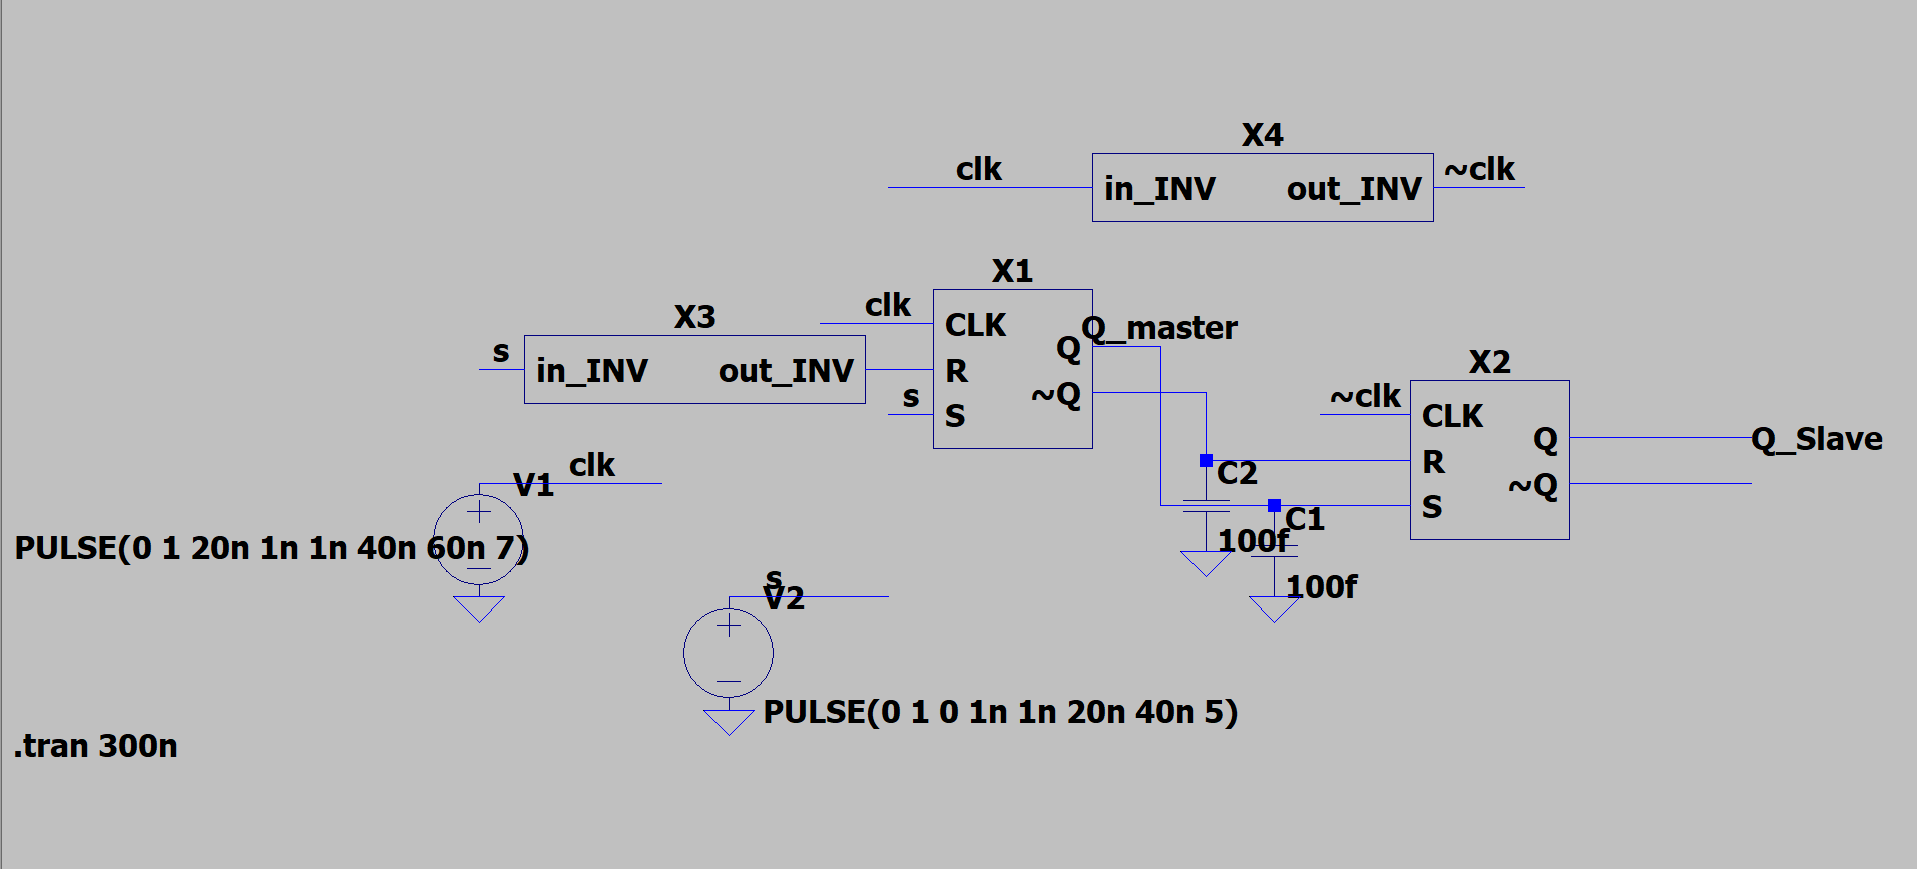 X4
clk
in_INV
out_INV
~clk
X1
clk
CLK
Q_master
Q
R
~Q
s
S
X3
s
in_INV
out_INV
X2
~clk
CLK
Q
Q_Slave
R
~Q
S
C2
100f
C1
100f
clk
V1
PULSE(0 1 20n 1n 1n 40n 60n 7)
s
V2
PULSE(0 1 0 1n 1n 20n 40n 5)
.tran 300n